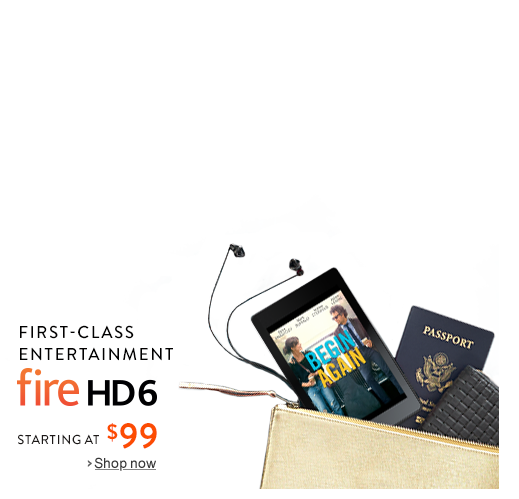 FIRST-CLASS
ENTERTAINMENT
fire HD6
STARTING AT $99
> Shop now
BEGIN
AGAIN
PASSPORT